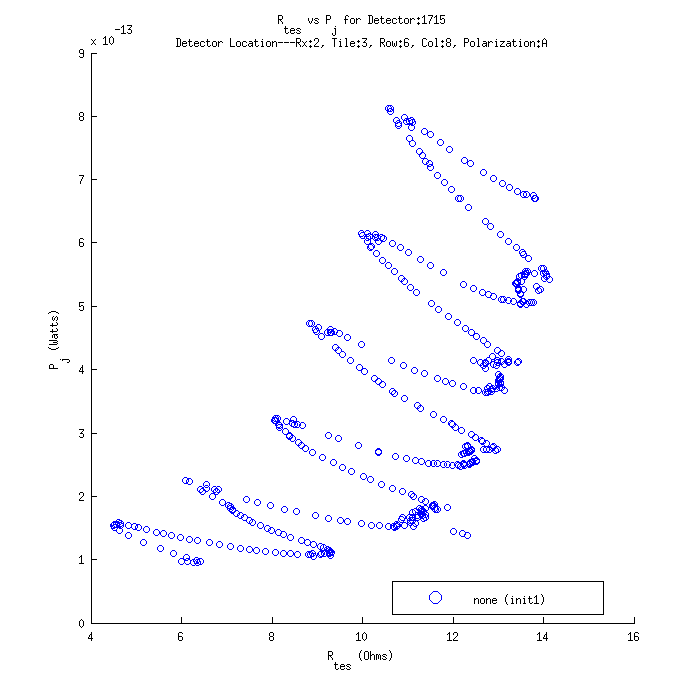 R_tes vs P_j for Detector:1715
x 10^-13
Detector Location---Rx:2, Tile:3, Row:6, Col:8, Polarization:A
9
8
7
6
5
4
3
2
1
0
P_j (Watts)
4 6 8 10 12 14 16
R_tes (Ohms)
none (init1)